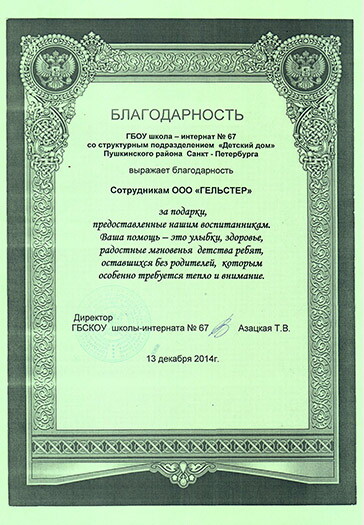 БЛАГОДАРНОСТЬ
ГБОУ школа – интернат № 67
со структурным подразделением «Детский дом»
Пушкинского района Санкт - Петербурга
выражает благодарность
Сотрудникам ООО «ГЕЛЬСТЕР»
за подарки,
предоставленные нашим воспитанникам.
Ваша помощь – это улыбки, здоровье,
радостные мгновенья детства ребят,
оставшихся без родителей, которым
особенно требуется тепло и внимание.
Директор
ГБСКОУ школы-интерната № 67 Азацкая Т.В.
13 декабря 2014г.